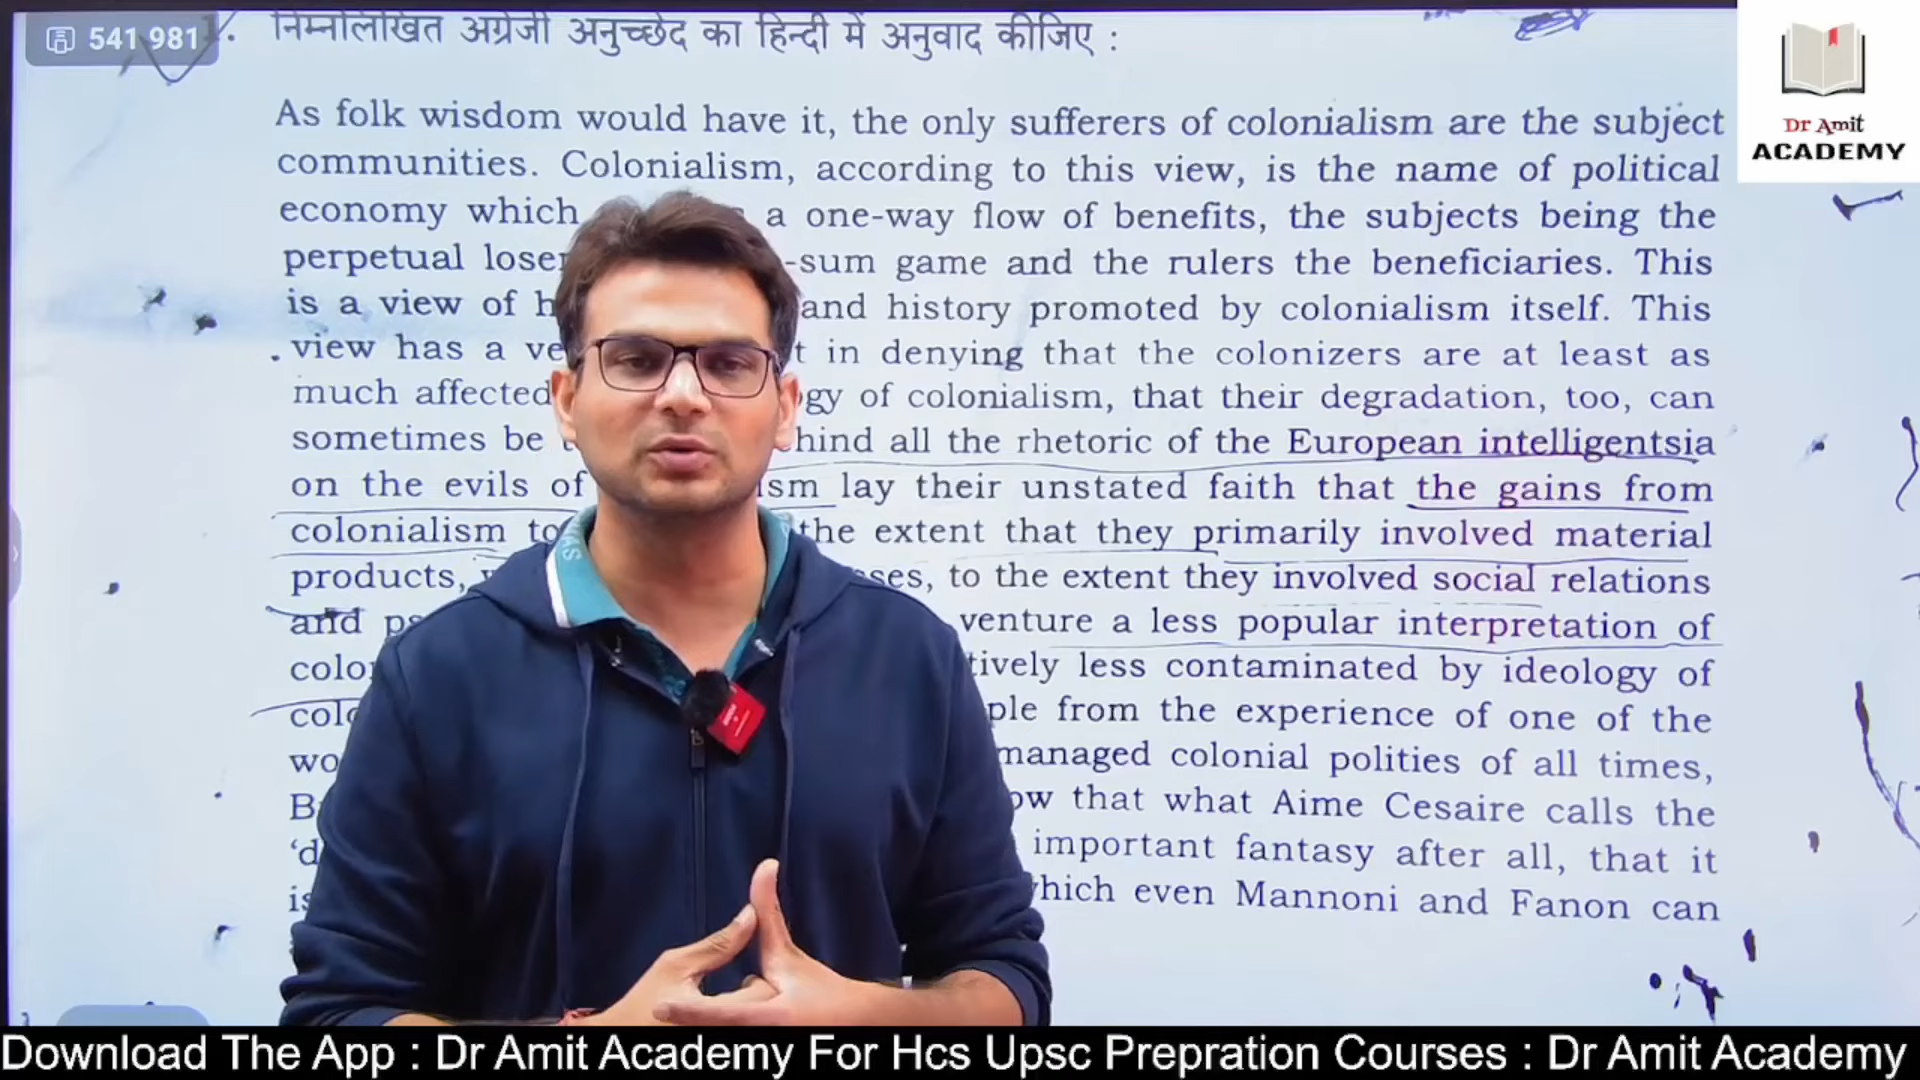 541 981
. निम्नलिखित अंग्रेजी अनुच्छेद का हिन्दी में अनुवाद कीजिए :
Dr Amit
ACADEMY
As folk wisdom would have it, the only sufferers of colonialism are the subject
communities. Colonialism, according to this view, is the name of political
economy which a one-way flow of benefits, the subjects being the
perpetual -sum game and the rulers the beneficiaries. This
is a view of and history promoted by colonialism itself. This
view has a in denying that the colonizers are at least as
much affected of colonialism, that their degradation, too, can
sometimes be all the rhetoric of the European intelligentsia
on the evils of lay their unstated faith that the gains from
colonialism the extent that they primarily involved material
products, to the extent they involved social relations
and venture a less popular interpretation of
less contaminated by ideology of
from the experience of one of the
managed colonial polities of all times,
that what Aime Cesaire calls the
important fantasy after all, that it
even Mannoni and Fanon can
Download The App : Dr Amit Academy For Hcs Upsc Prepration Courses : Dr Amit Academy